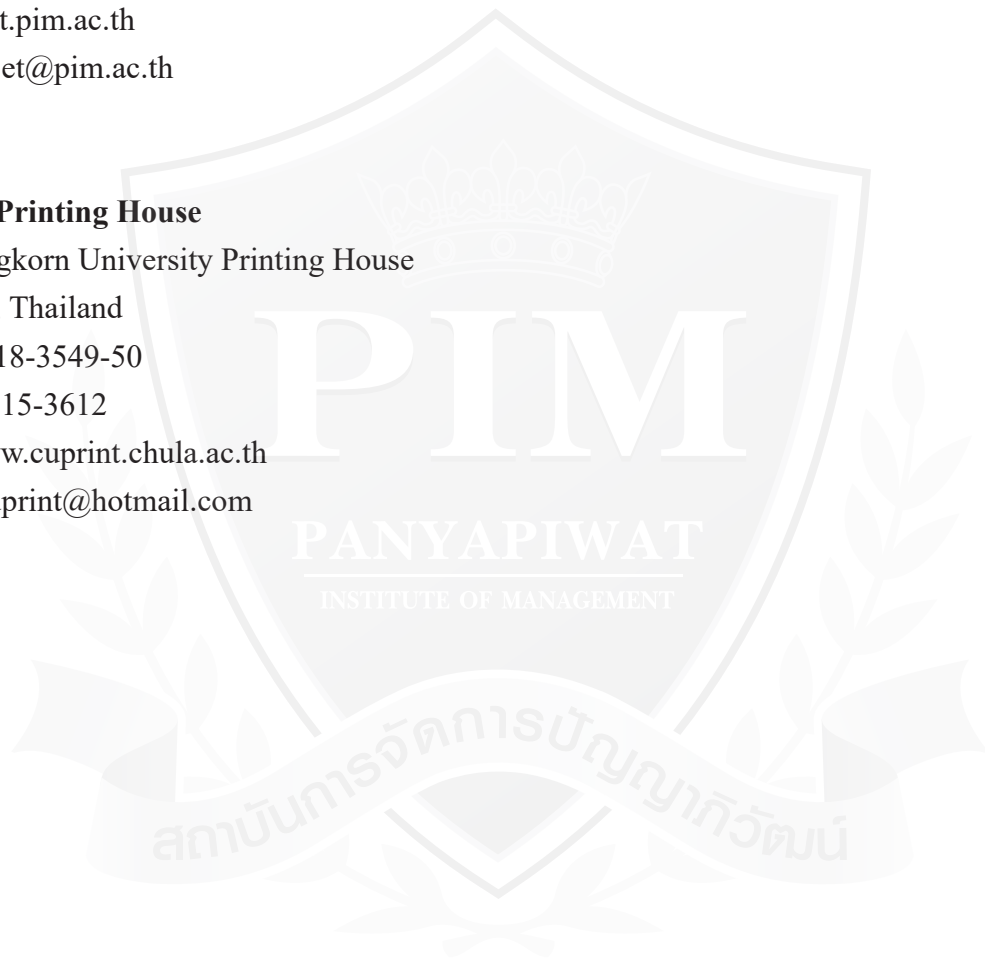 t.pim.ac.th
et@pim.ac.th
Printing House
gkorn University Printing House
Thailand
18-3549-50
15-3612
w.cuprint.chula.ac.th
print@hotmail.com
PIM
PANYAPIWAT
INSTITUTE OF MANAGEMENT
สถาบันการจัดการปัญญาภิวัฒน์